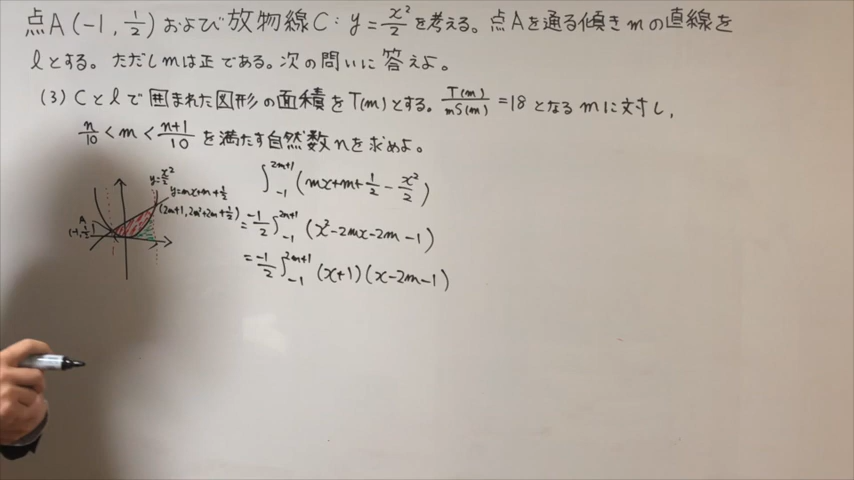 点A(-1, 1/2)および放物線C: y = x²/2 を考える。点Aを通る傾きmの直線を
lとする。ただしmは正である。次の問いに答えよ。
(3) Cとlで囲まれた図形の面積をT(m)とする。T(m)/mS(m) = 18 となるmに対し、
n/10 < m < n+1/10 を満たす自然数nを求めよ。
y = x²/2
y = mx+m+1/2
(2m+1, 2m²+2m+1/2)
A
(-1, 1/2)
∫₋₁²ᵐ⁺¹ (mx+m+1/2 - x²/2)
= -1/2 ∫₋₁²ᵐ⁺¹ (x²-2mx-2m-1)
= -1/2 ∫₋₁²ᵐ⁺¹ (x+1)(x-2m-1)